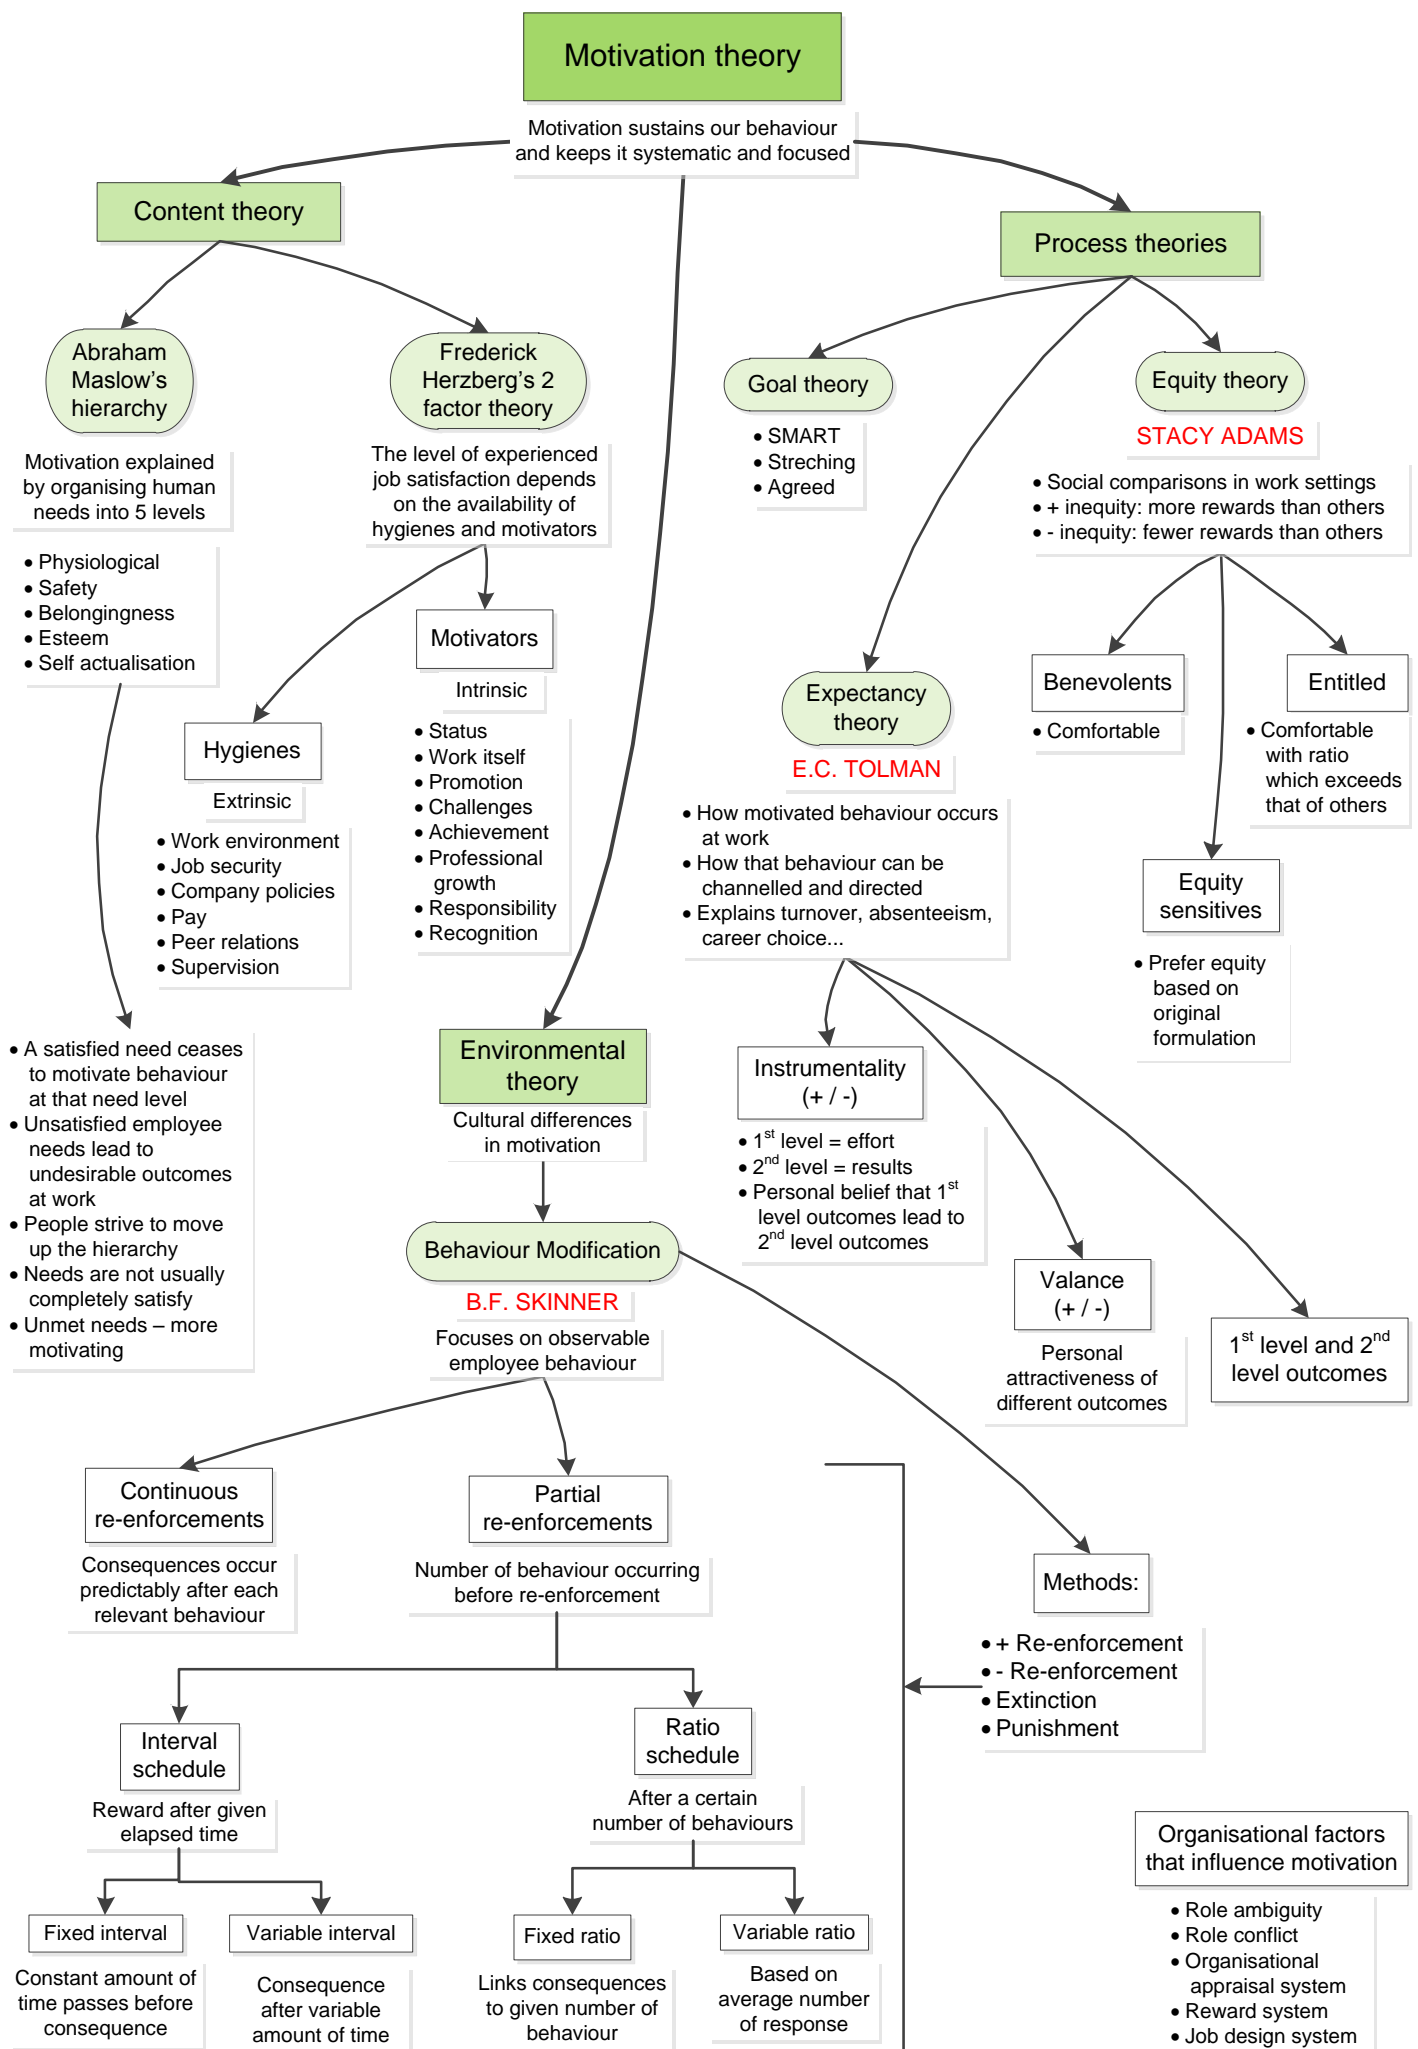 Motivation theory
Motivation sustains our behaviour
and keeps it systematic and focused
Content theory
Abraham
Maslow's
hierarchy
Motivation explained
by organising human
needs into 5 levels
• Physiological
• Safety
• Belongingness
• Esteem
• Self actualisation
• A satisfied need ceases
to motivate behaviour
at that need level
• Unsatisfied employee
needs lead to
undesirable outcomes
at work
• People strive to move
up the hierarchy
• Needs are not usually
completely satisfy
• Unmet needs – more
motivating
Frederick
Herzberg's 2
factor theory
The level of experienced
job satisfaction depends
on the availability of
hygienes and motivators
Hygienes
Extrinsic
• Work environment
• Job security
• Company policies
• Pay
• Peer relations
• Supervision
Motivators
Intrinsic
• Status
• Work itself
• Promotion
• Challenges
• Achievement
• Professional
growth
• Responsibility
• Recognition
Process theories
Goal theory
• SMART
• Streching
• Agreed
Equity theory
STACY ADAMS
• Social comparisons in work settings
• + inequity: more rewards than others
• - inequity: fewer rewards than others
Benevolents
• Comfortable
Entitled
• Comfortable
with ratio
which exceeds
that of others
Equity
sensitives
• Prefer equity
based on
original
formulation
Expectancy
theory
E.C. TOLMAN
• How motivated behaviour occurs
at work
• How that behaviour can be
channelled and directed
• Explains turnover, absenteeism,
career choice...
Instrumentality
(+ / -)
• 1st level = effort
• 2nd level = results
• Personal belief that 1st
level outcomes lead to
2nd level outcomes
Valance
(+ / -)
Personal
attractiveness of
different outcomes
1st level and 2nd
level outcomes
Environmental
theory
Cultural differences
in motivation
Behaviour Modification
B.F. SKINNER
Focuses on observable
employee behaviour
Continuous
re-enforcements
Consequences occur
predictably after each
relevant behaviour
Partial
re-enforcements
Number of behaviour occurring
before re-enforcement
Interval
schedule
Reward after given
elapsed time
Fixed interval
Constant amount of
time passes before
consequence
Variable interval
Consequence
after variable
amount of time
Ratio
schedule
After a certain
number of behaviours
Fixed ratio
Links consequences
to given number of
behaviour
Variable ratio
Based on
average number
of response
Methods:
• + Re-enforcement
• - Re-enforcement
• Extinction
• Punishment
Organisational factors
that influence motivation
• Role ambiguity
• Role conflict
• Organisational
appraisal system
• Reward system
• Job design system